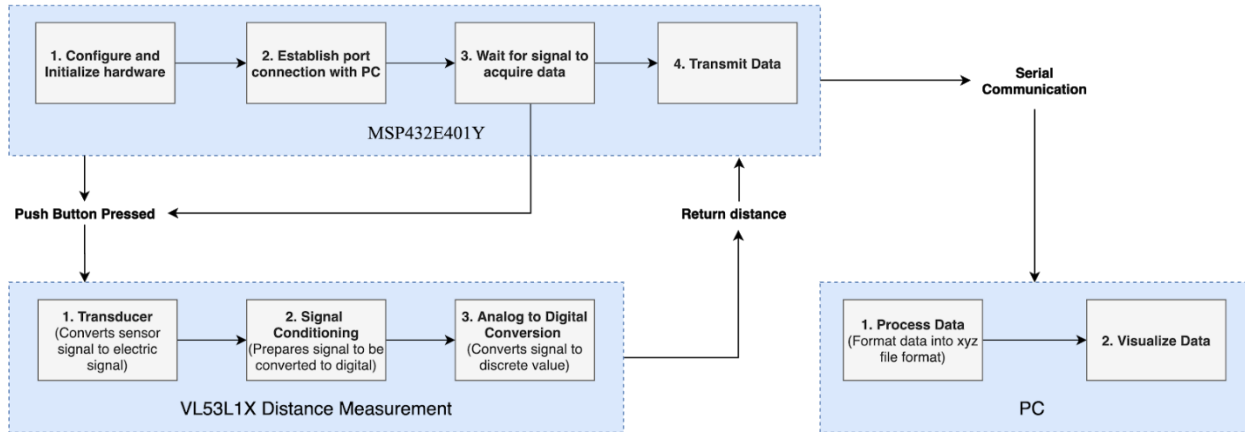 1. Configure and
Initialize hardware
2. Establish port
connection with PC
3. Wait for signal to
acquire data
4. Transmit Data
MSP432E401Y
Serial
Communication
Push Button Pressed
Return distance
1. Transducer
(Converts sensor
signal to electric
signal)
2. Signal
Conditioning
(Prepares signal to be
converted to digital)
3. Analog to Digital
Conversion
(Converts signal to
discrete value)
VL53L1X Distance Measurement
1. Process Data
(Format data into xyz
file format)
2. Visualize Data
PC